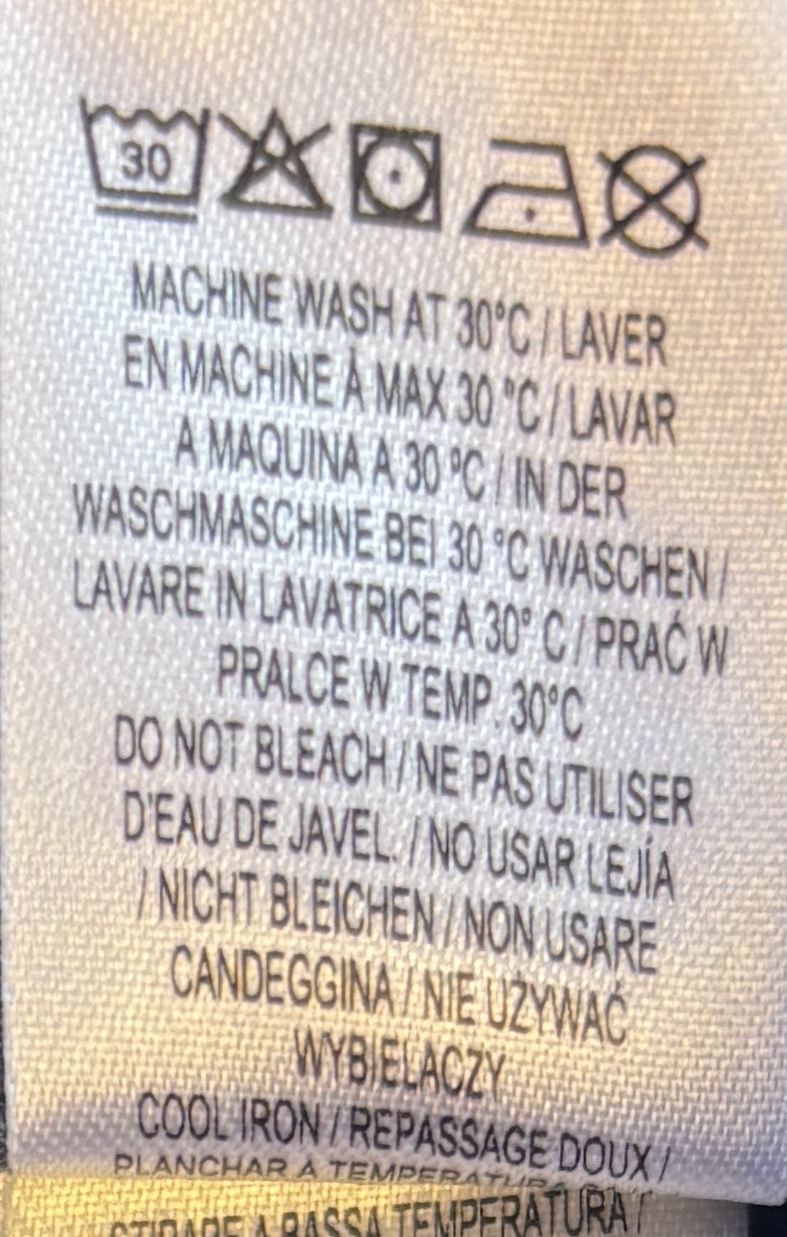 30
MACHINE WASH AT 30°C / LAVER
EN MACHINE À MAX 30 °C / LAVAR
A MAQUINA A 30 ºC / IN DER
WASCHMASCHINE BEI 30 °C WASCHEN /
LAVARE IN LAVATRICE A 30° C / PRAĆ W
PRALCE W TEMP. 30°C
DO NOT BLEACH / NE PAS UTILISER
D'EAU DE JAVEL. / NO USAR LEJÍA
/ NICHT BLEICHEN / NON USARE
CANDEGGINA / NIE UŻYWAĆ
WYBIELACZY
COOL IRON / REPASSAGE DOUX /
PLANCHAR A TEMPERATURA
STIRARE A BASSA TEMPERATURA /